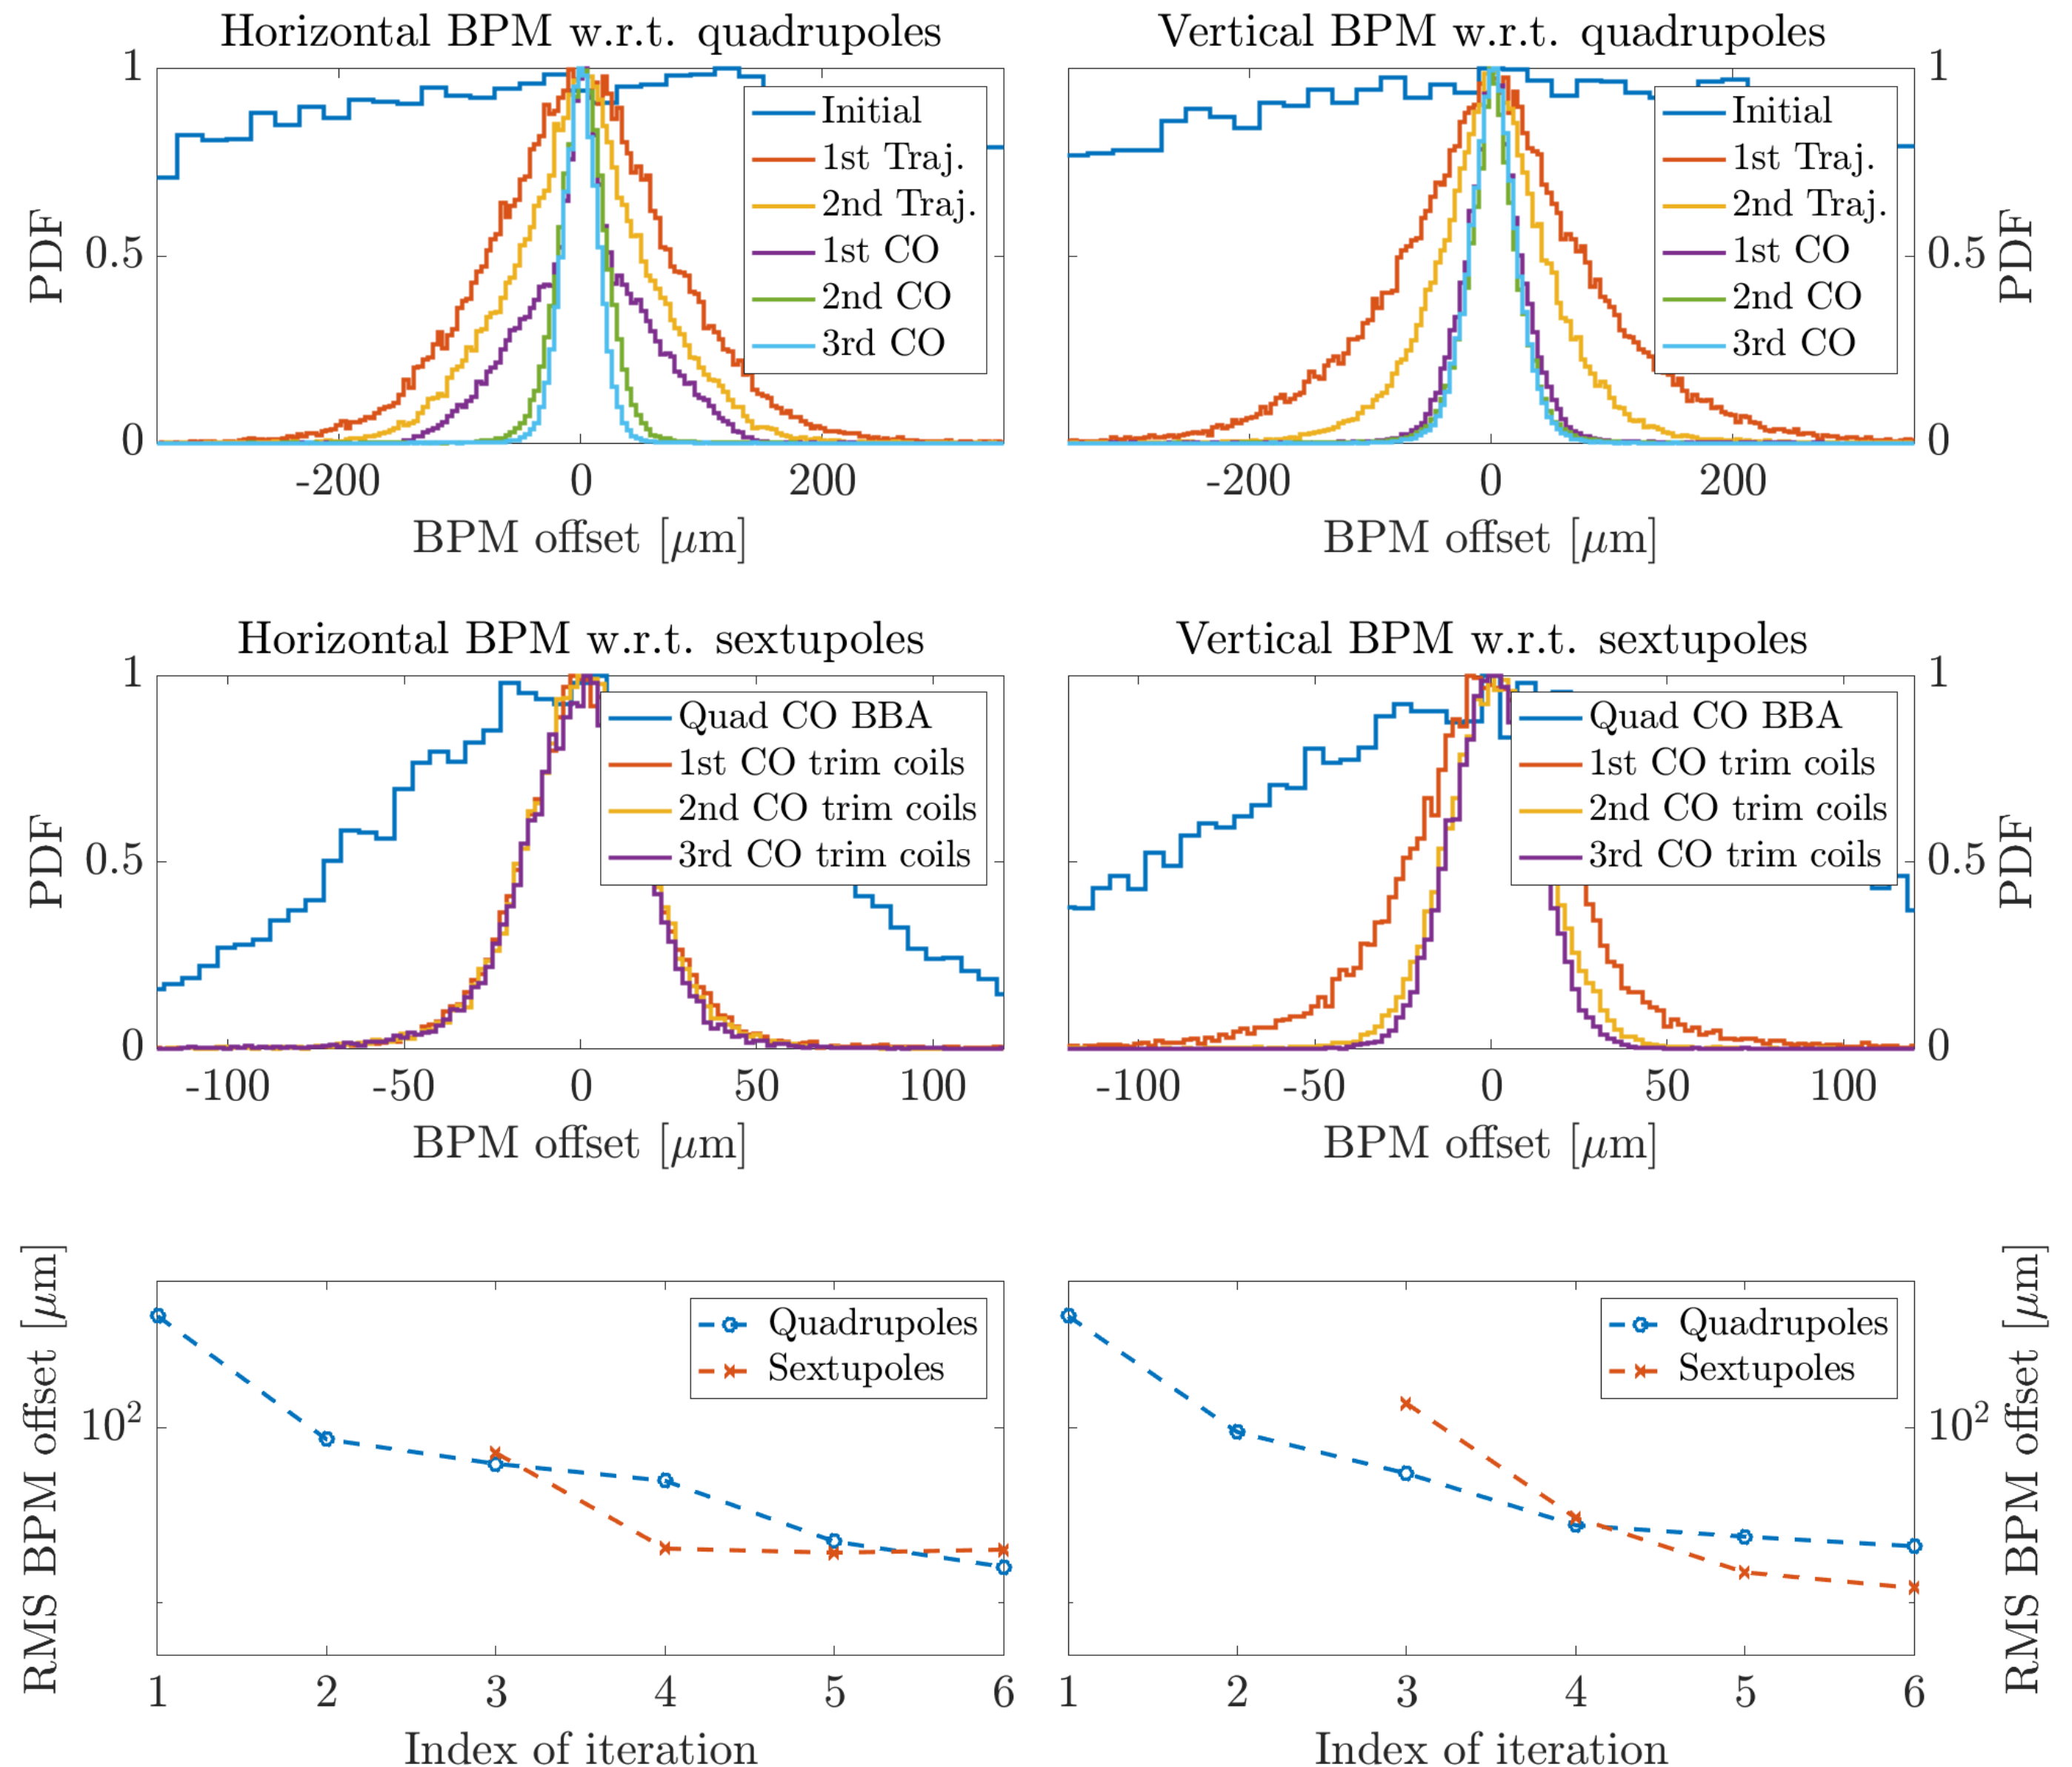 Horizontal BPM w.r.t. quadrupoles
1
0.5
0
PDF
Initial
1st Traj.
2nd Traj.
1st CO
2nd CO
3rd CO
-200 0 200
BPM offset [μm]
Vertical BPM w.r.t. quadrupoles
Initial
1st Traj.
2nd Traj.
1st CO
2nd CO
3rd CO
1
0.5
0
PDF
-200 0 200
BPM offset [μm]
Horizontal BPM w.r.t. sextupoles
1
0.5
0
PDF
Quad CO BBA
1st CO trim coils
2nd CO trim coils
3rd CO trim coils
-100 -50 0 50 100
BPM offset [μm]
Vertical BPM w.r.t. sextupoles
Quad CO BBA
1st CO trim coils
2nd CO trim coils
3rd CO trim coils
1
0.5
0
PDF
-100 -50 0 50 100
BPM offset [μm]
RMS BPM offset [μm]
10²
Quadrupoles
Sextupoles
1 2 3 4 5 6
Index of iteration
Quadrupoles
Sextupoles
10²
RMS BPM offset [μm]
1 2 3 4 5 6
Index of iteration